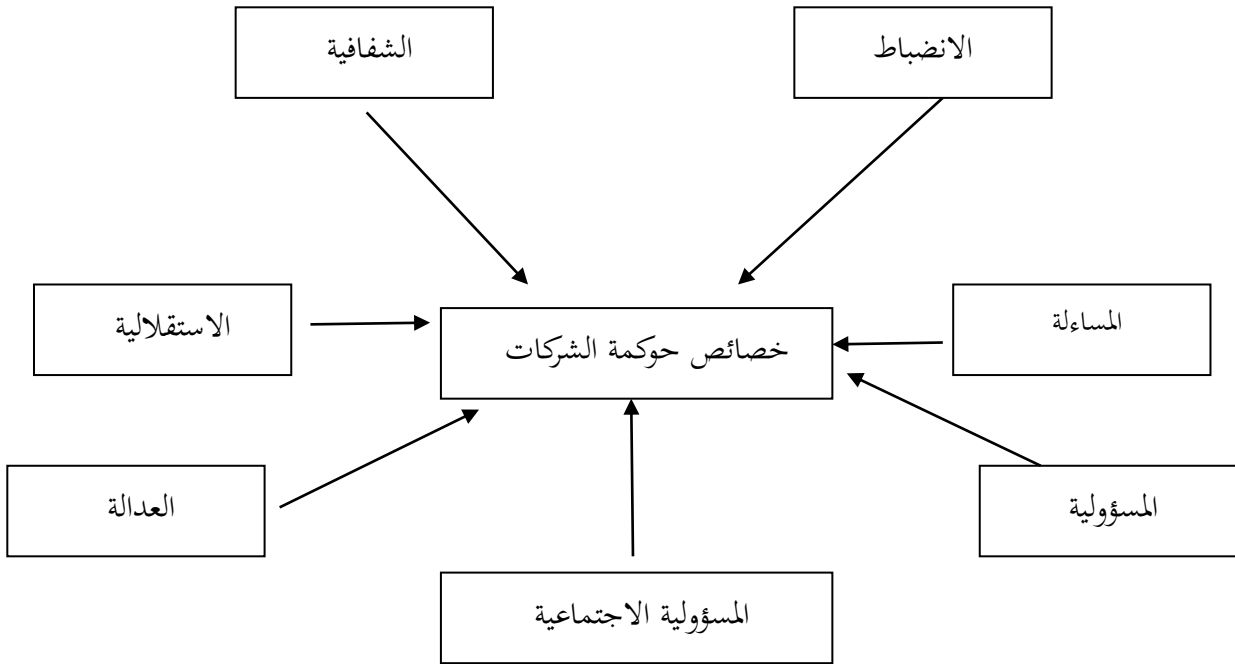 الانضباط
الشفافية
المساءلة
خصائص حوكمة الشركات
الاستقلالية
المسؤولية
العدالة
المسؤولية الاجتماعية